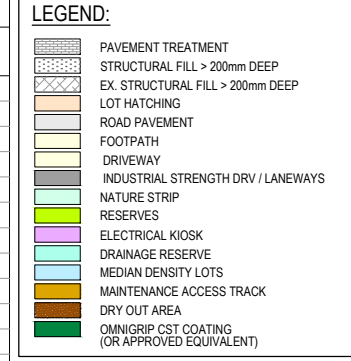 LEGEND:
PAVEMENT TREATMENT
STRUCTURAL FILL > 200mm DEEP
EX. STRUCTURAL FILL > 200mm DEEP
LOT HATCHING
ROAD PAVEMENT
FOOTPATH
DRIVEWAY
INDUSTRIAL STRENGTH DRV / LANEWAYS
NATURE STRIP
RESERVES
ELECTRICAL KIOSK
DRAINAGE RESERVE
MEDIAN DENSITY LOTS
MAINTENANCE ACCESS TRACK
DRY OUT AREA
OMNIGRIP CST COATING
(OR APPROVED EQUIVALENT)